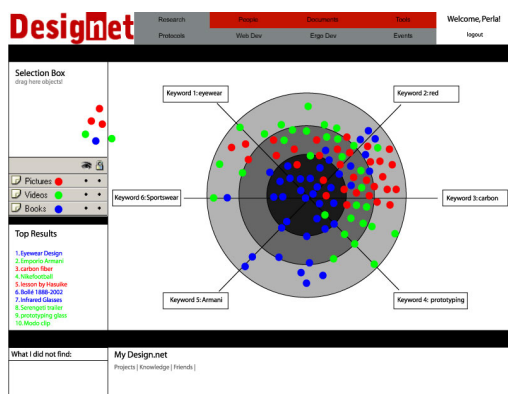 Designet
Research People Documents Tools
Protocols Web Dev Ergo Dev Events
Welcome, Perla!
logout
Selection Box
drag here objects!
Pictures
Videos
Books
Top Results
1.Eyewear Design
2.Emporio Armani
3.carbon fiber
4.Nikefootball
5.lesson by Hasuike
6.Bollé 1888-2002
7.Infrared Glasses
8.Serengeti trailer
9.prototyping glass
10.Modo clip
Keyword 1: eyewear
Keyword 2: red
Keyword 6:Sportswear
Keyword 3: carbon
Keyword 5: Armani
Keyword 4: prototyping
What I did not find:
My Design.net
Projects | Knowledge | Friends |